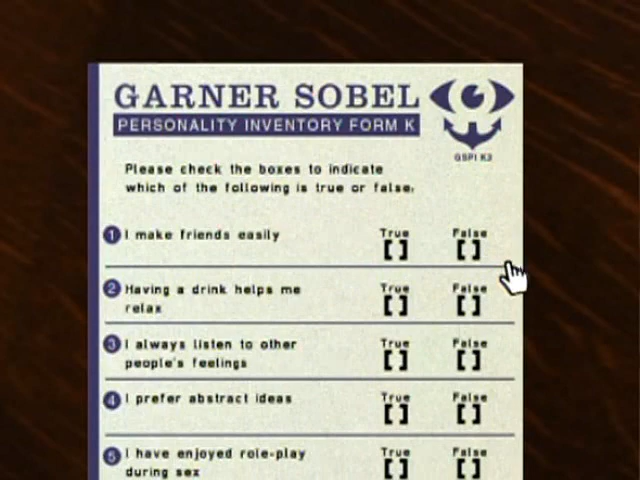 GARNER SOBEL
PERSONALITY INVENTORY FORM K
GSPI K3
Please check the boxes to indicate
which of the following is true or false:
1 I make friends easily True [ ] False [ ]
2 Having a drink helps me
relax True [ ] False [ ]
3 I always listen to other
people's feelings True [ ] False [ ]
4 I prefer abstract ideas True [ ] False [ ]
5 I have enjoyed role-play
during sex True [ ] False [ ]